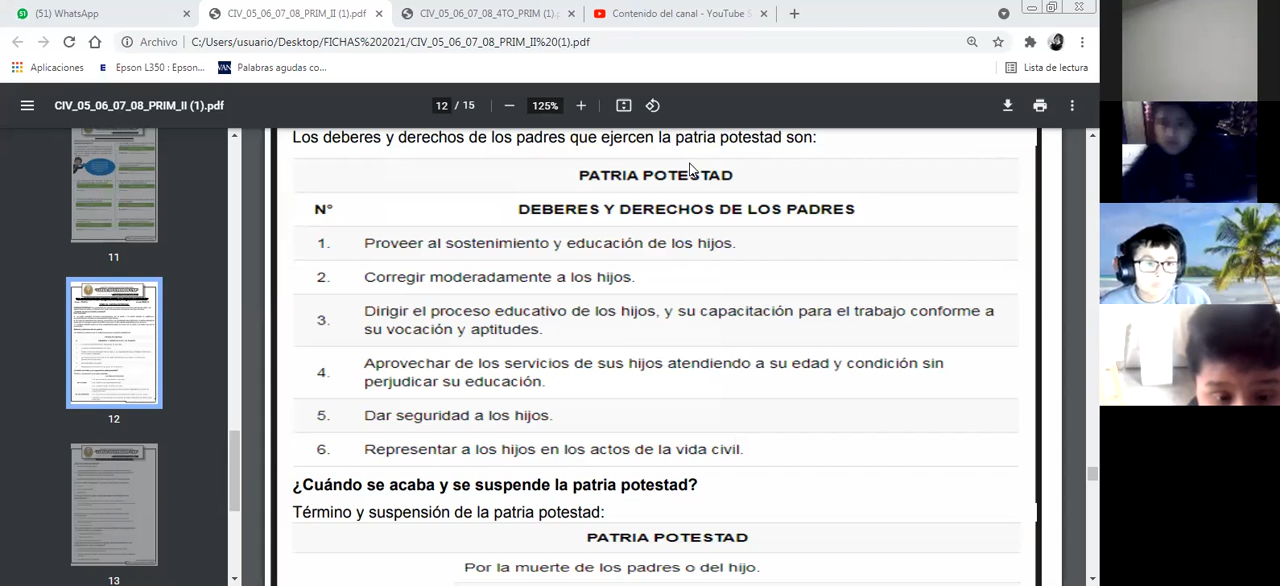 (51) WhatsApp
CIV_05_06_07_08_PRIM_II (1).pdf
CIV_05_06_07_08_4TO_PRIM (1).
Contenido del canal - YouTube S
Archivo
C:/Users/usuario/Desktop/FICHAS%202021/CIV_05_06_07_08_PRIM_II%20(1).pdf
Aplicaciones
Epson L350 : Epson...
Palabras agudas co...
Lista de lectura
CIV_05_06_07_08_PRIM_II (1).pdf
12 / 15
125%
11
12
13
Los deberes y derechos de los padres que ejercen la patria potestad son:
PATRIA POTESTAD
N° DEBERES Y DERECHOS DE LOS PADRES
1. Proveer al sostenimiento y educación de los hijos.
2. Corregir moderadamente a los hijos.
3. Dirigir el proceso educativo de los hijos, y su capacitación para el trabajo conforme a
su vocación y aptitudes.
4. Aprovechar de los servicios de sus hijos atendiendo a su edad y condición sin
perjudicar su educación.
5. Dar seguridad a los hijos.
6. Representar a los hijos en los actos de la vida civil.
¿Cuándo se acaba y se suspende la patria potestad?
Término y suspensión de la patria potestad:
PATRIA POTESTAD
Por la muerte de los padres o del hijo.